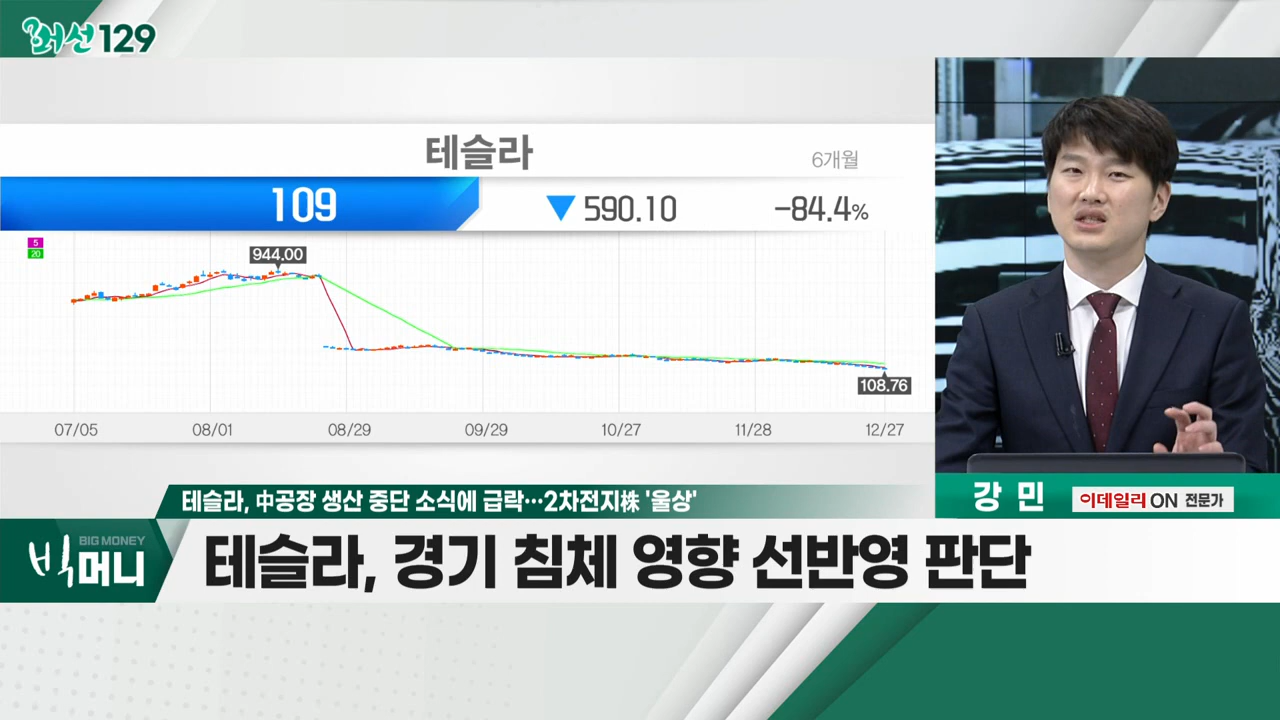 회선129
테슬라
6개월
109
▼590.10
-84.4%
5
20
944.00
108.76
07/05
08/01
08/29
09/29
10/27
11/28
12/27
테슬라, 中공장 생산 중단 소식에 급락…2차전지株 '울상'
강 민
이데일리 ON 전문가
BIG MONEY
빅머니
테슬라, 경기 침체 영향 선반영 판단